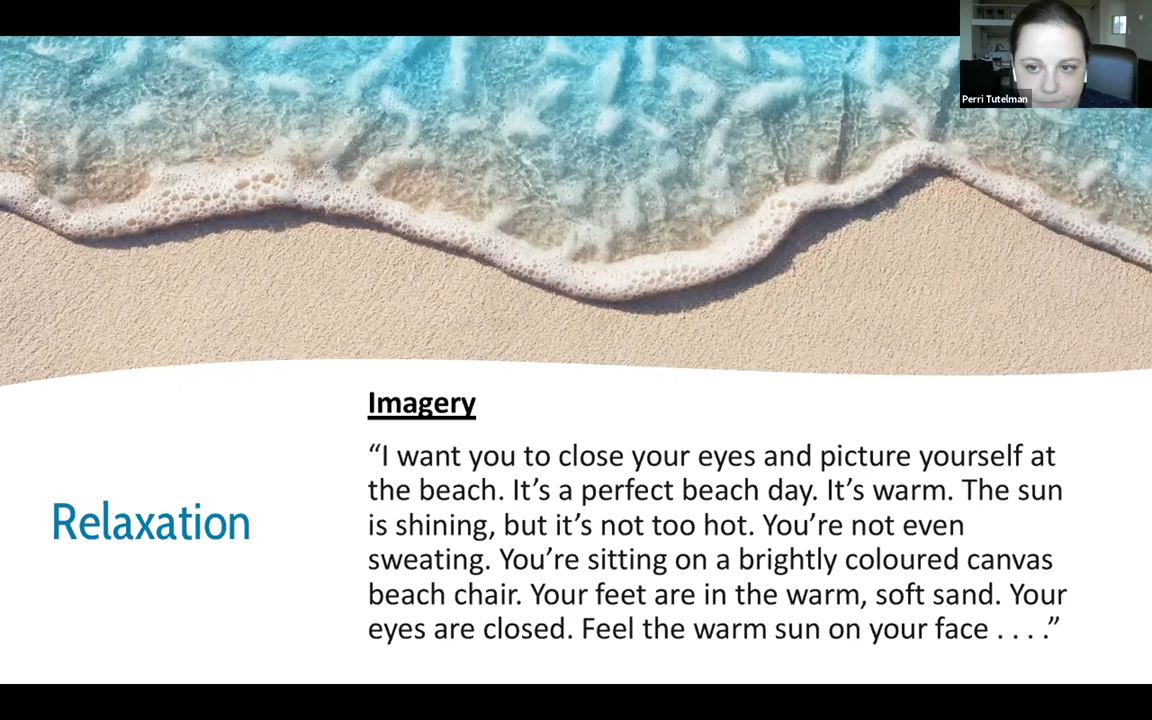 Perri Tutelman
Imagery
“I want you to close your eyes and picture yourself at
the beach. It’s a perfect beach day. It’s warm. The sun
is shining, but it’s not too hot. You’re not even
sweating. You’re sitting on a brightly coloured canvas
beach chair. Your feet are in the warm, soft sand. Your
eyes are closed. Feel the warm sun on your face . . . .”
Relaxation